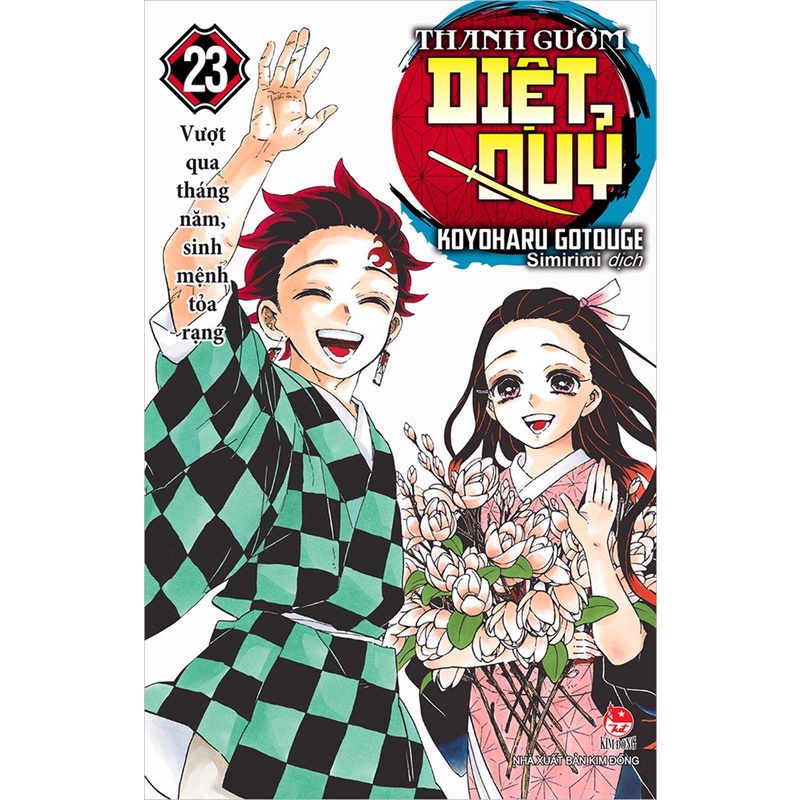 23
Vượt
qua
tháng
năm,
sinh
mệnh
tỏa
rạng
THANH GƯƠM
DIỆT
QUỶ
KOYOHARU GOTOUGE
Simirimi dịch
KIM ĐỒNG
NHÀ XUẤT BẢN KIM ĐỒNG